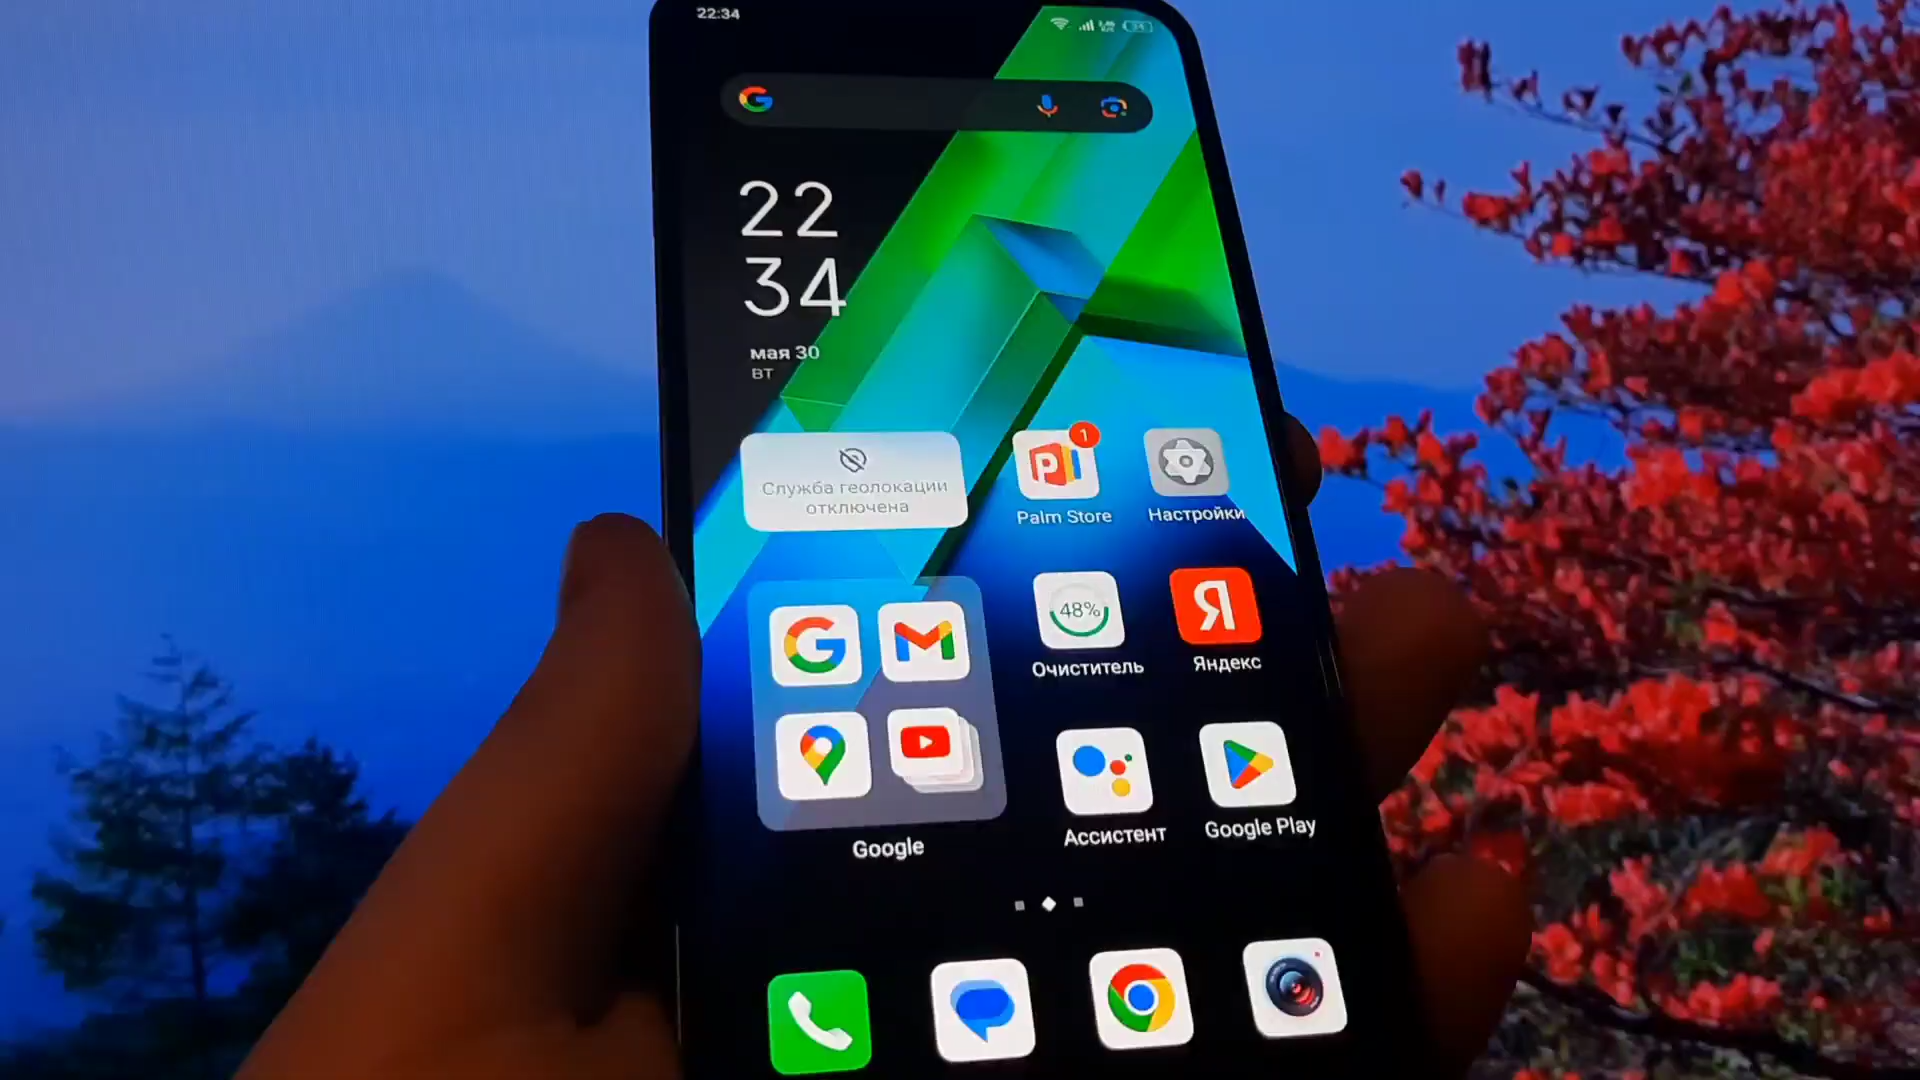 22:34
22
34
мая 30
ВТ
Служба геолокации
отключена
1
Palm Store
Настройки
48%
Очиститель
Я
Яндекс
Google
Ассистент
Google Play